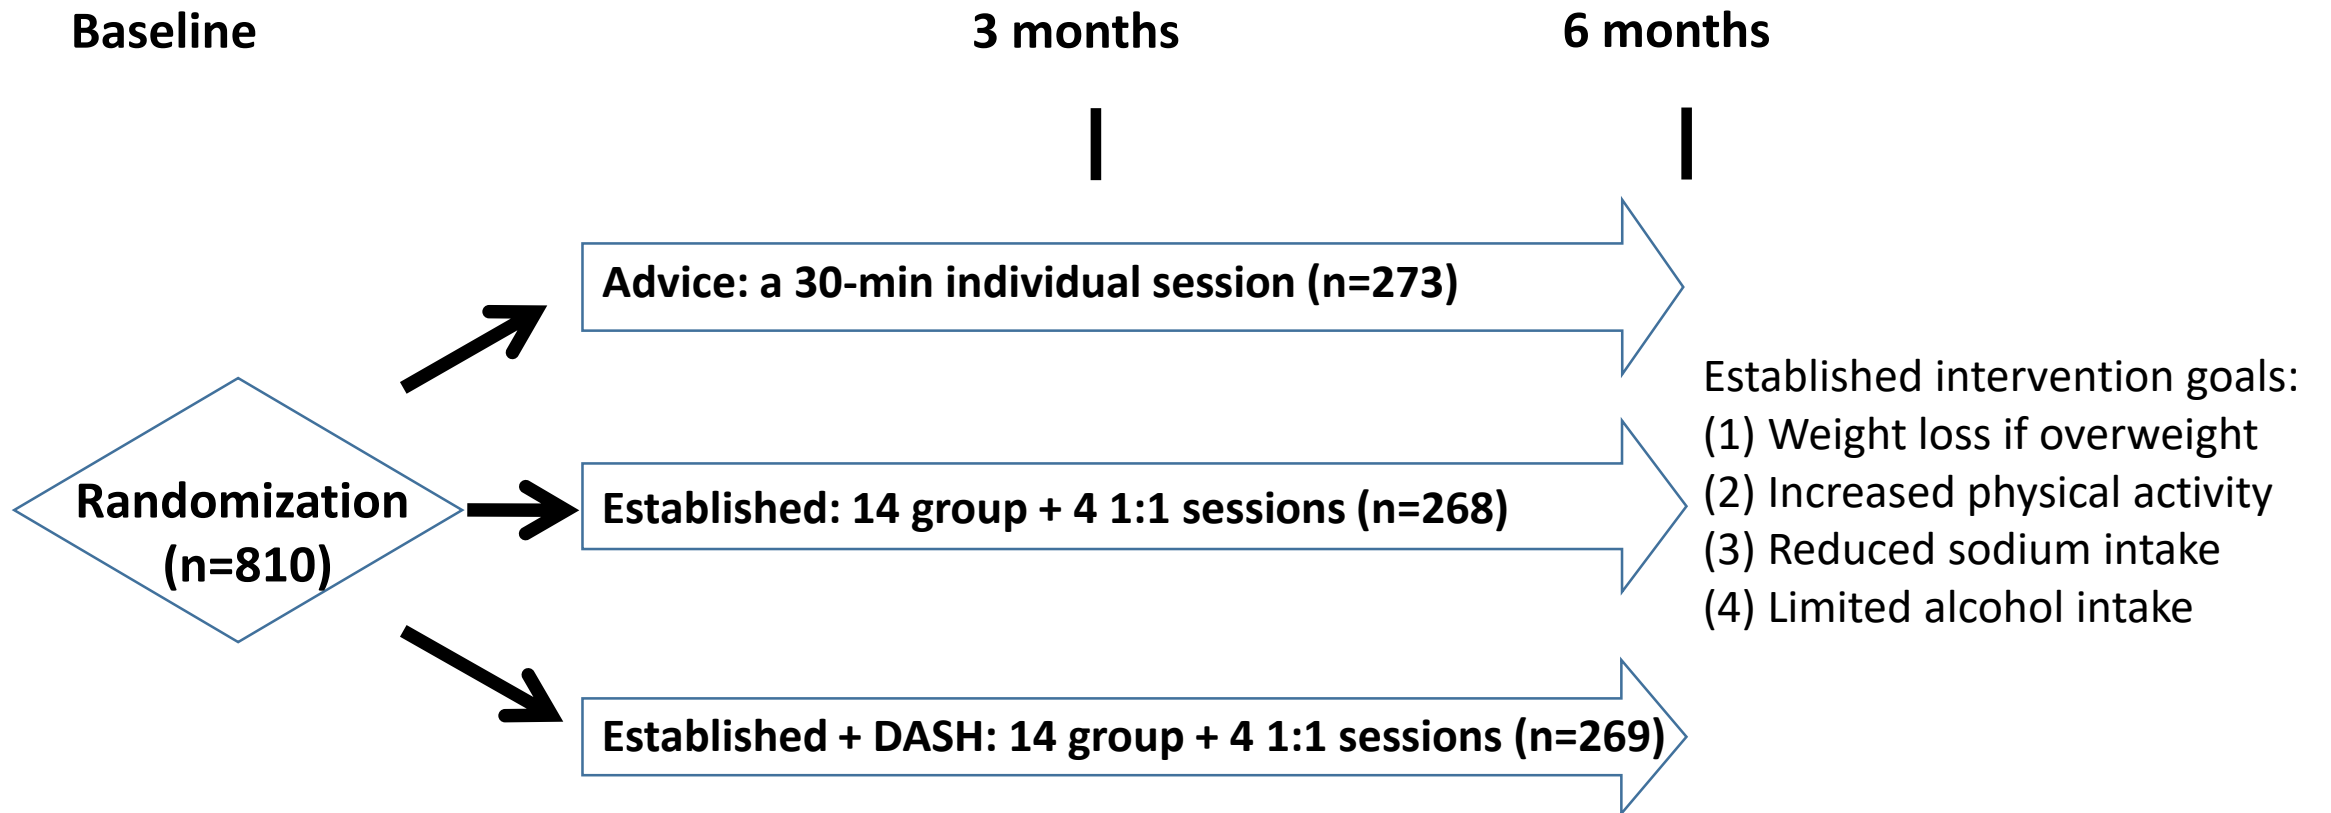 Baseline
3 months
6 months
Advice: a 30-min individual session (n=273)
Randomization
(n=810)
Established: 14 group + 4 1:1 sessions (n=268)
Established + DASH: 14 group + 4 1:1 sessions (n=269)
Established intervention goals:
(1) Weight loss if overweight
(2) Increased physical activity
(3) Reduced sodium intake
(4) Limited alcohol intake